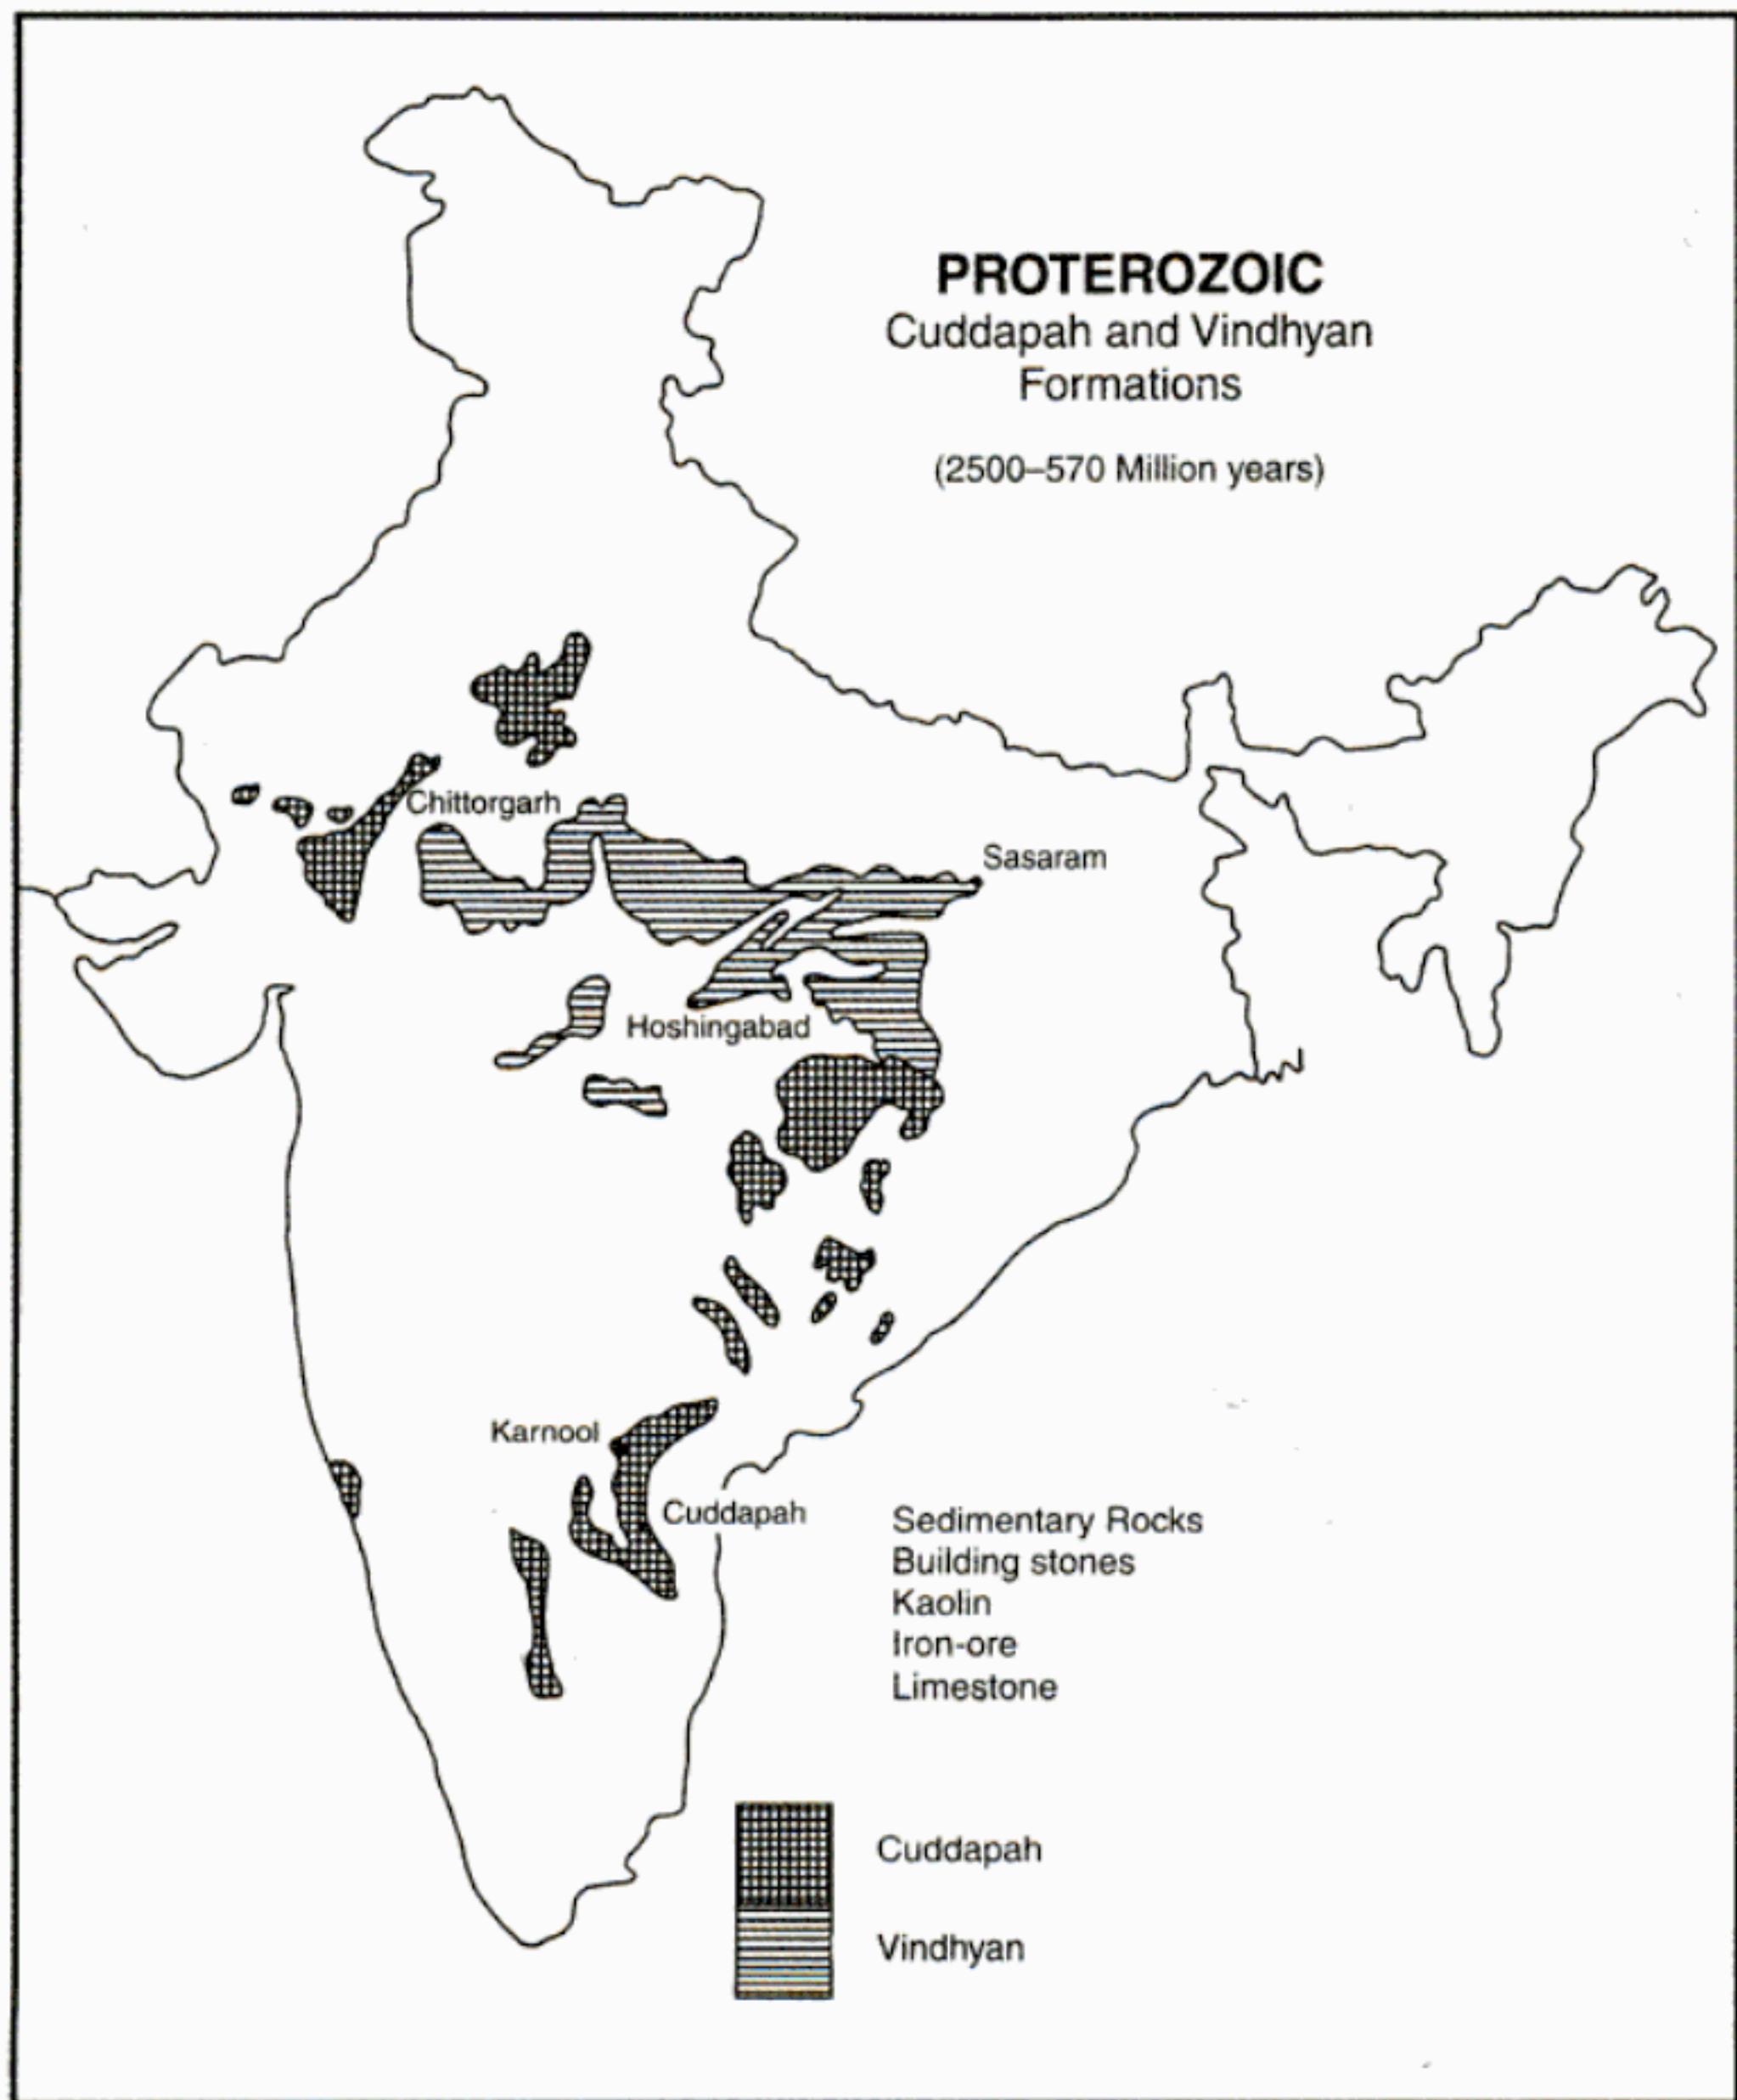 PROTEROZOIC
Cuddapah and Vindhyan
Formations
(2500–570 Million years)
Chittorgarh
Sasaram
Hoshingabad
Karnool
Cuddapah
Sedimentary Rocks
Building stones
Kaolin
Iron-ore
Limestone
Cuddapah
Vindhyan